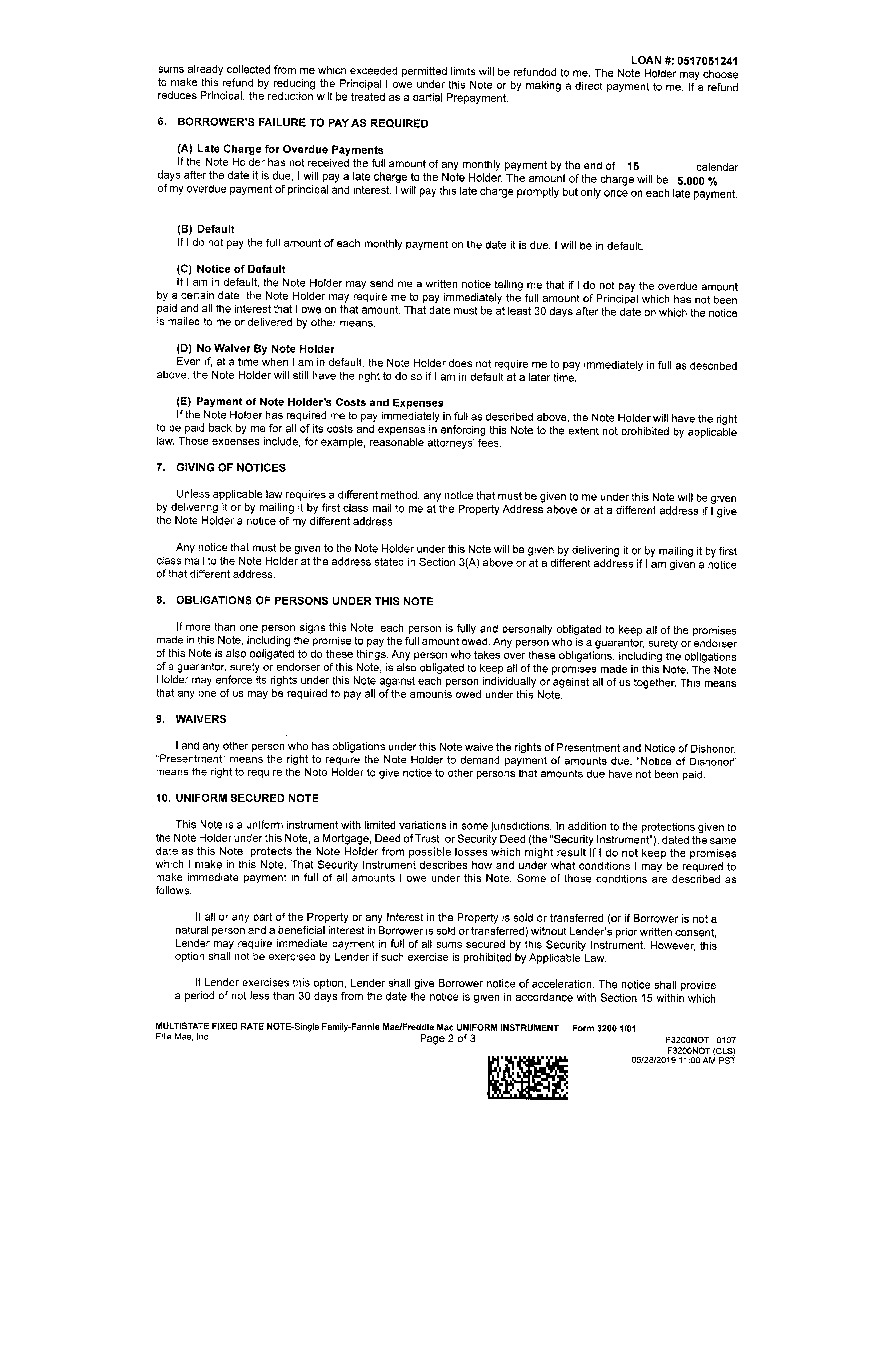 LOAN #: 0517051241
sums already collected from me which exceeded permitted limits will be refunded to me. The Note Holder may choose
to make this refund by reducing the Principal I owe under this Note or by making a direct payment to me. If a refund
reduces Principal, the reduction will be treated as a partial Prepayment.
6. BORROWER'S FAILURE TO PAY AS REQUIRED
(A) Late Charge for Overdue Payments
If the Note Holder has not received the full amount of any monthly payment by the end of 15 calendar
days after the date it is due, I will pay a late charge to the Note Holder. The amount of the charge will be 5.000 %
of my overdue payment of principal and interest. I will pay this late charge promptly but only once on each late payment.
(B) Default
If I do not pay the full amount of each monthly payment on the date it is due, I will be in default.
(C) Notice of Default
If I am in default, the Note Holder may send me a written notice telling me that if I do not pay the overdue amount
by a certain date, the Note Holder may require me to pay immediately the full amount of Principal which has not been
paid and all the interest that I owe on that amount. That date must be at least 30 days after the date on which the notice
is mailed to me or delivered by other means.
(D) No Waiver By Note Holder
Even if, at a time when I am in default, the Note Holder does not require me to pay immediately in full as described
above, the Note Holder will still have the right to do so if I am in default at a later time.
(E) Payment of Note Holder's Costs and Expenses
If the Note Holder has required me to pay immediately in full as described above, the Note Holder will have the right
to be paid back by me for all of its costs and expenses in enforcing this Note to the extent not prohibited by applicable
law. Those expenses include, for example, reasonable attorneys' fees.
7. GIVING OF NOTICES
Unless applicable law requires a different method, any notice that must be given to me under this Note will be given
by delivering it or by mailing it by first class mail to me at the Property Address above or at a different address if I give
the Note Holder a notice of my different address.
Any notice that must be given to the Note Holder under this Note will be given by delivering it or by mailing it by first
class mail to the Note Holder at the address stated in Section 3(A) above or at a different address if I am given a notice
of that different address.
8. OBLIGATIONS OF PERSONS UNDER THIS NOTE
If more than one person signs this Note, each person is fully and personally obligated to keep all of the promises
made in this Note, including the promise to pay the full amount owed. Any person who is a guarantor, surety or endorser
of this Note is also obligated to do these things. Any person who takes over these obligations, including the obligations
of a guarantor, surety or endorser of this Note, is also obligated to keep all of the promises made in this Note. The Note
Holder may enforce its rights under this Note against each person individually or against all of us together. This means
that any one of us may be required to pay all of the amounts owed under this Note.
9. WAIVERS
I and any other person who has obligations under this Note waive the rights of Presentment and Notice of Dishonor.
"Presentment" means the right to require the Note Holder to demand payment of amounts due. "Notice of Dishonor"
means the right to require the Note Holder to give notice to other persons that amounts due have not been paid.
10. UNIFORM SECURED NOTE
This Note is a uniform instrument with limited variations in some jurisdictions. In addition to the protections given to
the Note Holder under this Note, a Mortgage, Deed of Trust, or Security Deed (the "Security Instrument"), dated the same
date as this Note, protects the Note Holder from possible losses which might result if I do not keep the promises
which I make in this Note. That Security Instrument describes how and under what conditions I may be required to
make immediate payment in full of all amounts I owe under this Note. Some of those conditions are described as
follows:
If all or any part of the Property or any Interest in the Property is sold or transferred (or if Borrower is not a
natural person and a beneficial interest in Borrower is sold or transferred) without Lender's prior written consent,
Lender may require immediate payment in full of all sums secured by this Security Instrument. However, this
option shall not be exercised by Lender if such exercise is prohibited by Applicable Law.
If Lender exercises this option, Lender shall give Borrower notice of acceleration. The notice shall provide
a period of not less than 30 days from the date the notice is given in accordance with Section 15 within which
MULTISTATE FIXED RATE NOTE-Single Family-Fannie Mae/Freddie Mac UNIFORM INSTRUMENT Form 3200 1/01
Ellie Mae, Inc. Page 2 of 3 F3200NOT 0107
F3200NOT (CLS)
05/28/2019 11:00 AM PST